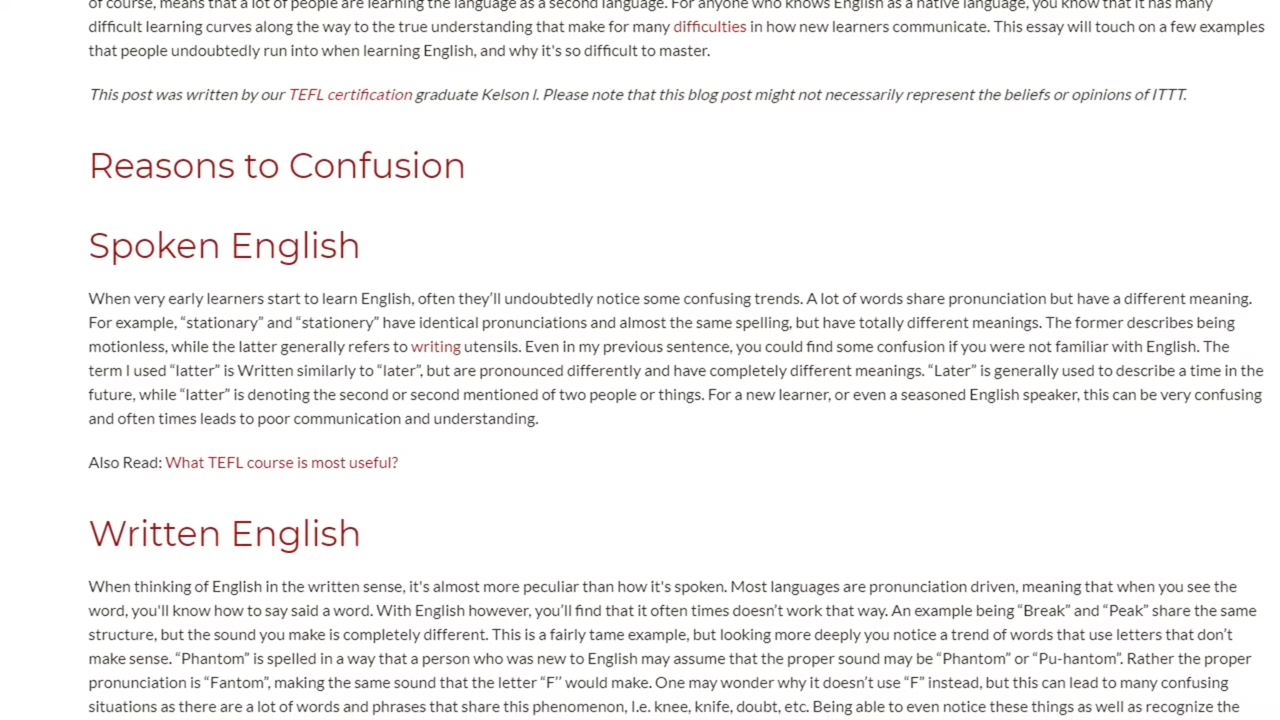 of course, means that a lot of people are learning the language as a second language. For anyone who knows English as a native language, you know that it has many
difficult learning curves along the way to the true understanding that make for many difficulties in how new learners communicate. This essay will touch on a few examples
that people undoubtedly run into when learning English, and why it's so difficult to master.
This post was written by our TEFL certification graduate Kelson I. Please note that this blog post might not necessarily represent the beliefs or opinions of ITTT.
Reasons to Confusion
Spoken English
When very early learners start to learn English, often they’ll undoubtedly notice some confusing trends. A lot of words share pronunciation but have a different meaning.
For example, “stationary” and “stationery” have identical pronunciations and almost the same spelling, but have totally different meanings. The former describes being
motionless, while the latter generally refers to writing utensils. Even in my previous sentence, you could find some confusion if you were not familiar with English. The
term I used “latter” is Written similarly to “later”, but are pronounced differently and have completely different meanings. “Later” is generally used to describe a time in the
future, while “latter” is denoting the second or second mentioned of two people or things. For a new learner, or even a seasoned English speaker, this can be very confusing
and often times leads to poor communication and understanding.
Also Read: What TEFL course is most useful?
Written English
When thinking of English in the written sense, it's almost more peculiar than how it's spoken. Most languages are pronunciation driven, meaning that when you see the
word, you'll know how to say said a word. With English however, you’ll find that it often times doesn’t work that way. An example being “Break” and “Peak” share the same
structure, but the sound you make is completely different. This is a fairly tame example, but looking more deeply you notice a trend of words that use letters that don’t
make sense. “Phantom” is spelled in a way that a person who was new to English may assume that the proper sound may be “Phantom” or “Pu-hantom”. Rather the proper
pronunciation is “Fantom”, making the same sound that the letter “F’’ would make. One may wonder why it doesn’t use “F” instead, but this can lead to many confusing
situations as there are a lot of words and phrases that share this phenomenon, I.e. knee, knife, doubt, etc. Being able to even notice these things as well as recognize the